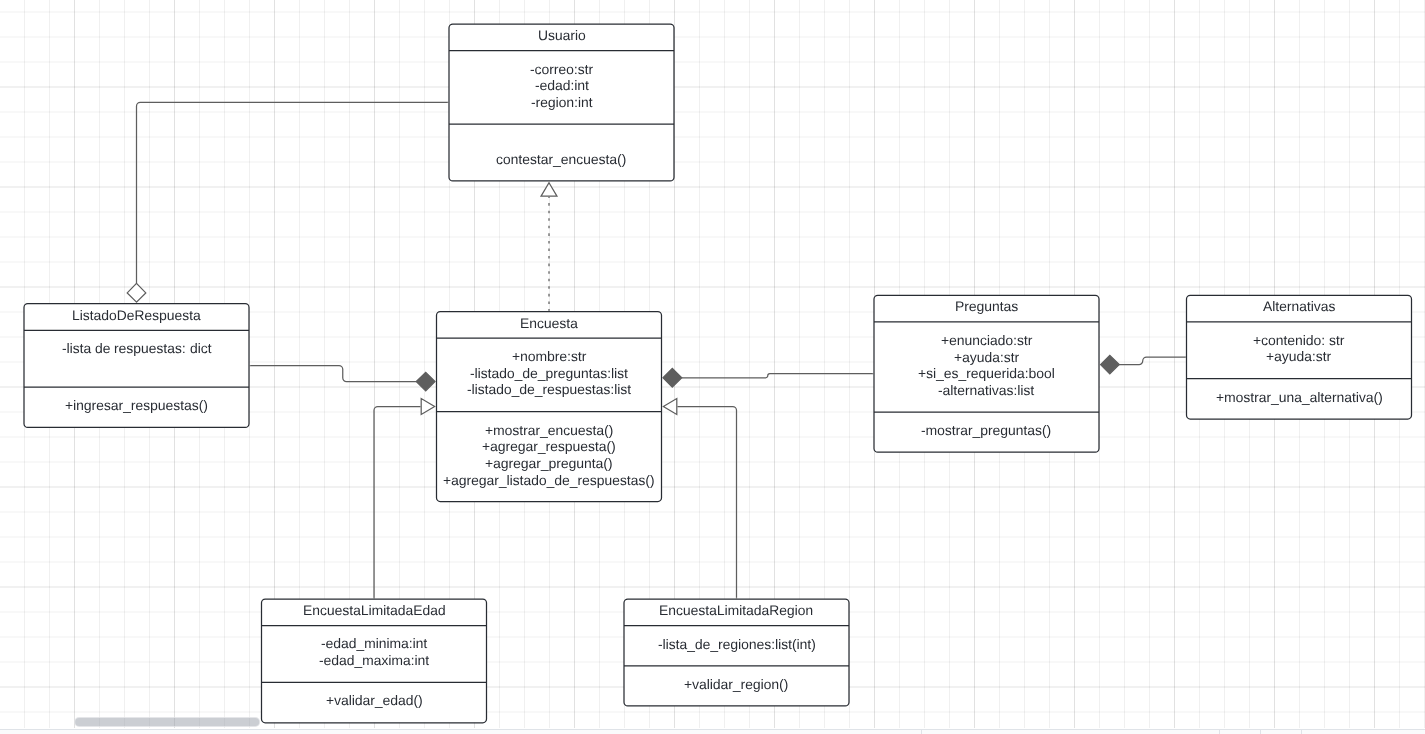 Usuario
-correo:str
-edad:int
-region:int
contestar_encuesta()
ListadoDeRespuesta
-lista de respuestas: dict
+ingresar_respuestas()
Encuesta
+nombre:str
-listado_de_preguntas:list
-listado_de_respuestas:list
+mostrar_encuesta()
+agregar_respuesta()
+agregar_pregunta()
+agregar_listado_de_respuestas()
Preguntas
+enunciado:str
+ayuda:str
+si_es_requerida:bool
-alternativas:list
-mostrar_preguntas()
Alternativas
+contenido: str
+ayuda:str
+mostrar_una_alternativa()
EncuestaLimitadaEdad
-edad_minima:int
-edad_maxima:int
+validar_edad()
EncuestaLimitadaRegion
-lista_de_regiones:list(int)
+validar_region()